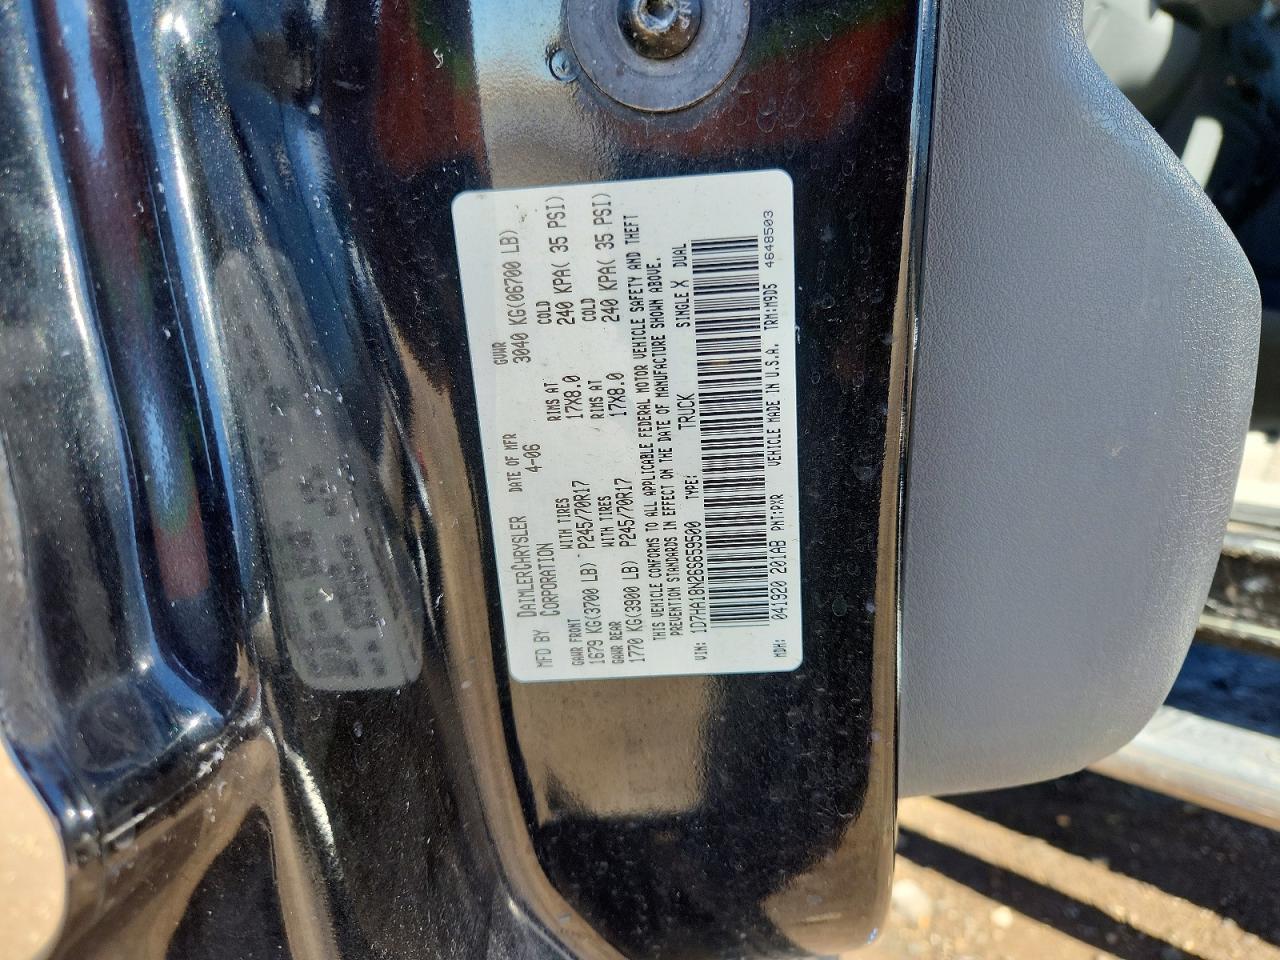 MFD BY DAIMLERCHRYSLER CORPORATION DATE OF MFR 4-06 GVWR 3040 KG(06700 LB)
GAWR FRONT WITH TIRES RIMS AT COLD
1679 KG(3700 LB) P245/70R17 17X8.0 240 KPA( 35 PSI)
GAWR REAR WITH TIRES RIMS AT COLD
1770 KG(3900 LB) P245/70R17 17X8.0 240 KPA( 35 PSI)
THIS VEHICLE CONFORMS TO ALL APPLICABLE FEDERAL MOTOR VEHICLE SAFETY AND THEFT
PREVENTION STANDARDS IN EFFECT ON THE DATE OF MANUFACTURE SHOWN ABOVE.
VIN: 1D7HA18N26S659500 TYPE: TRUCK SINGLE X DUAL
MDH: 041920 201AB PNT:PXR VEHICLE MADE IN U.S.A. TRM:M9D5 4648503